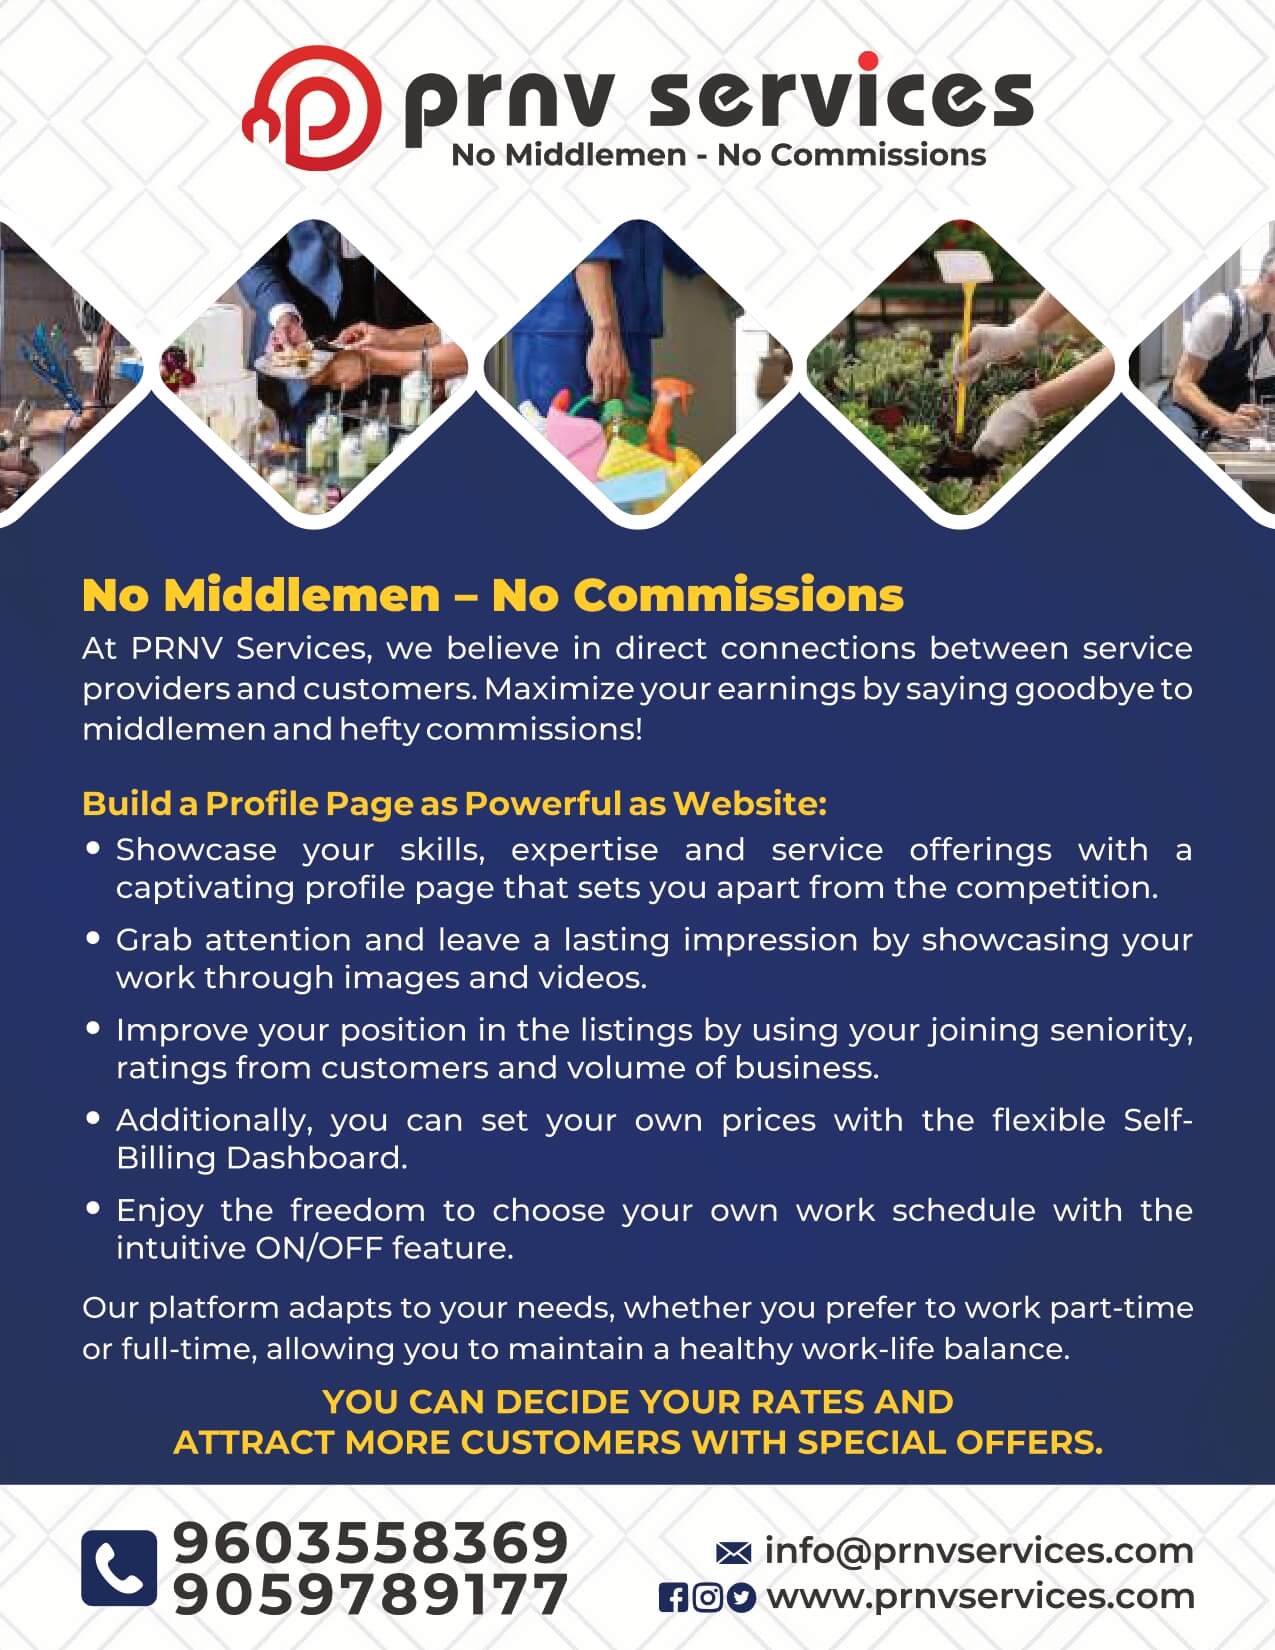 prnv services
No Middlemen - No Commissions
No Middlemen – No Commissions
At PRNV Services, we believe in direct connections between service
providers and customers. Maximize your earnings by saying goodbye to
middlemen and hefty commissions!
Build a Profile Page as Powerful as Website:
• Showcase your skills, expertise and service offerings with a
captivating profile page that sets you apart from the competition.
• Grab attention and leave a lasting impression by showcasing your
work through images and videos.
• Improve your position in the listings by using your joining seniority,
ratings from customers and volume of business.
• Additionally, you can set your own prices with the flexible Self-
Billing Dashboard.
• Enjoy the freedom to choose your own work schedule with the
intuitive ON/OFF feature.
Our platform adapts to your needs, whether you prefer to work part-time
or full-time, allowing you to maintain a healthy work-life balance.
YOU CAN DECIDE YOUR RATES AND
ATTRACT MORE CUSTOMERS WITH SPECIAL OFFERS.
9603558369
9059789177
info@prnvservices.com
www.prnvservices.com